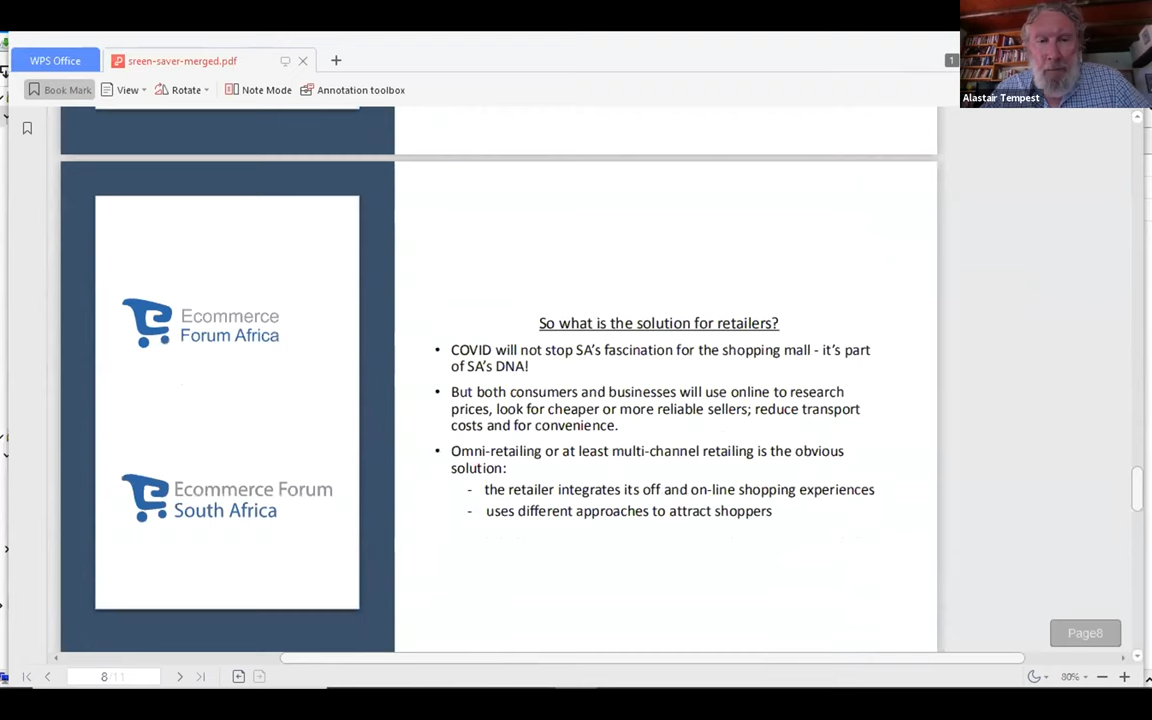 Alastair Tempest
WPS Office
sreen-saver-merged.pdf
1
Book Mark
View
Rotate
Note Mode
Annotation toolbox
Ecommerce
Forum Africa
Ecommerce Forum
South Africa
So what is the solution for retailers?
• COVID will not stop SA's fascination for the shopping mall - it's part
of SA's DNA!
• But both consumers and businesses will use online to research
prices, look for cheaper or more reliable sellers; reduce transport
costs and for convenience.
• Omni-retailing or at least multi-channel retailing is the obvious
solution:
- the retailer integrates its off and on-line shopping experiences
- uses different approaches to attract shoppers
Page8
8/11
80%